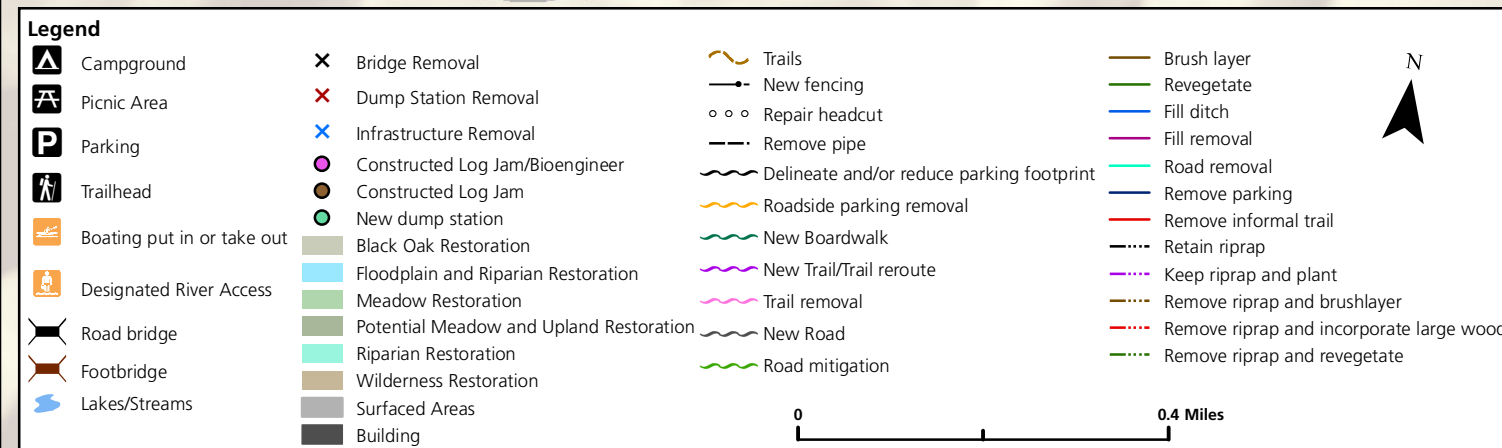 Legend
Campground
Picnic Area
Parking
Trailhead
Boating put in or take out
Designated River Access
Road bridge
Footbridge
Lakes/Streams
Bridge Removal
Dump Station Removal
Infrastructure Removal
Constructed Log Jam/Bioengineer
Constructed Log Jam
New dump station
Black Oak Restoration
Floodplain and Riparian Restoration
Meadow Restoration
Potential Meadow and Upland Restoration
Riparian Restoration
Wilderness Restoration
Surfaced Areas
Building
Trails
New fencing
Repair headcut
Remove pipe
Delineate and/or reduce parking footprint
Roadside parking removal
New Boardwalk
New Trail/Trail reroute
Trail removal
New Road
Road mitigation
Brush layer
Revegetate
Fill ditch
Fill removal
Road removal
Remove parking
Remove informal trail
Retain riprap
Keep riprap and plant
Remove riprap and brushlayer
Remove riprap and incorporate large wood
Remove riprap and revegetate
N
0 0.4 Miles
P